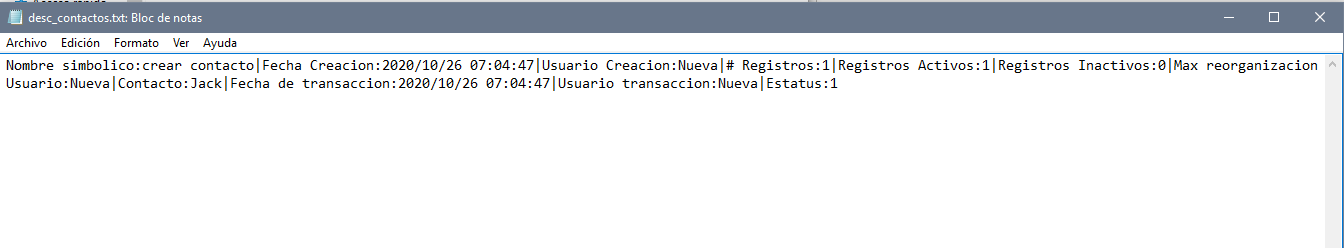 desc_contactos.txt: Bloc de notas
Archivo Edición Formato Ver Ayuda
Nombre simbolico:crear contacto|Fecha Creacion:2020/10/26 07:04:47|Usuario Creacion:Nueva|# Registros:1|Registros Activos:1|Registros Inactivos:0|Max reorganizacion
Usuario:Nueva|Contacto:Jack|Fecha de transaccion:2020/10/26 07:04:47|Usuario transaccion:Nueva|Estatus:1